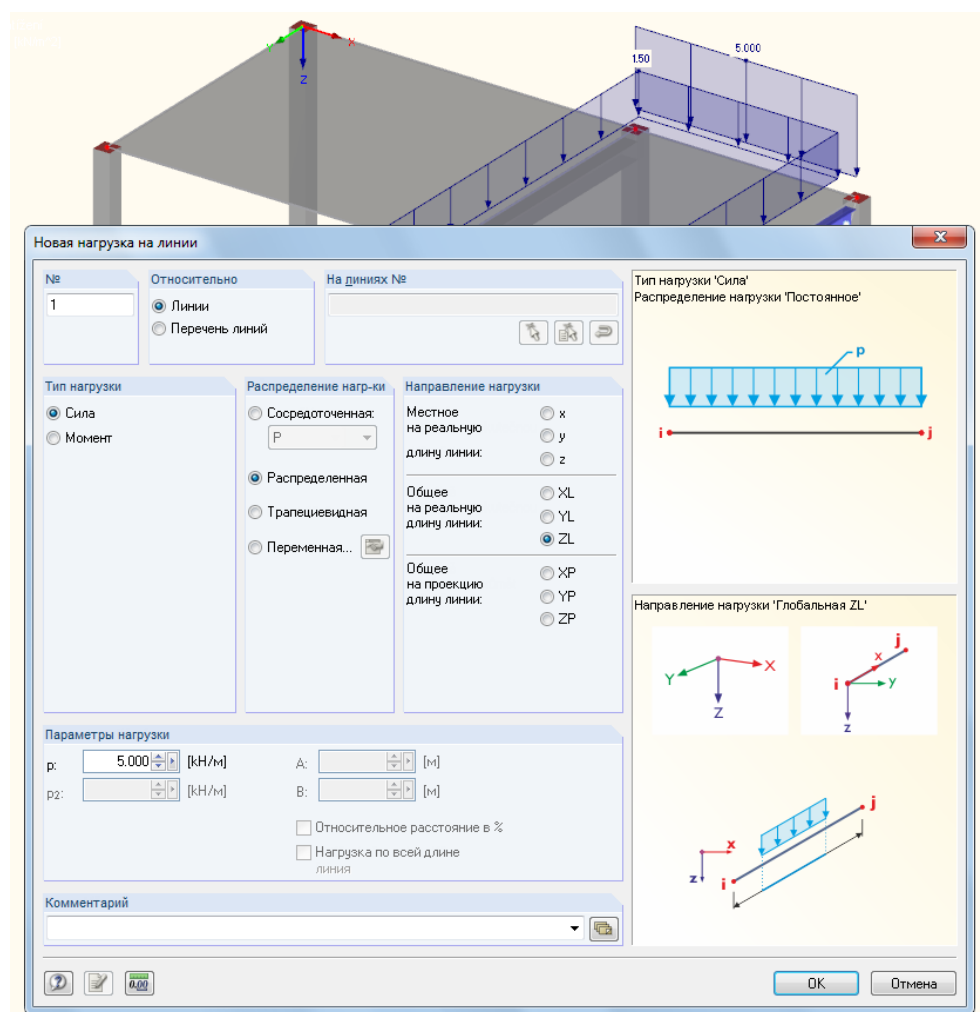 x
Z
1.50
5.000
Новая нагрузка на линии
№
1
Относительно
Линии
Перечень линий
На линиях №
Тип нагрузки
Сила
Момент
Распределение нагр-ки
Сосредоточенная:
P
Распределенная
Трапециевидная
Переменная...
Направление нагрузки
Местное
на реальную
длину линии:
x
y
z
Общее
на реальную
длину линии:
XL
YL
ZL
Общее
на проекцию
длину линии:
XP
YP
ZP
Параметры нагрузки
p: 5.000 [kH/м]
p2: [kH/м]
A: [м]
B: [м]
Относительное расстояние в %
Нагрузка по всей длине
линия
Комментарий
0.00
OK
Отмена
Тип нагрузки 'Сила'
Распределение нагрузки 'Постоянное'
p
i
j
Направление нагрузки 'Глобальная ZL'
Y
X
Z
j
x
i
y
z
j
x
z
i